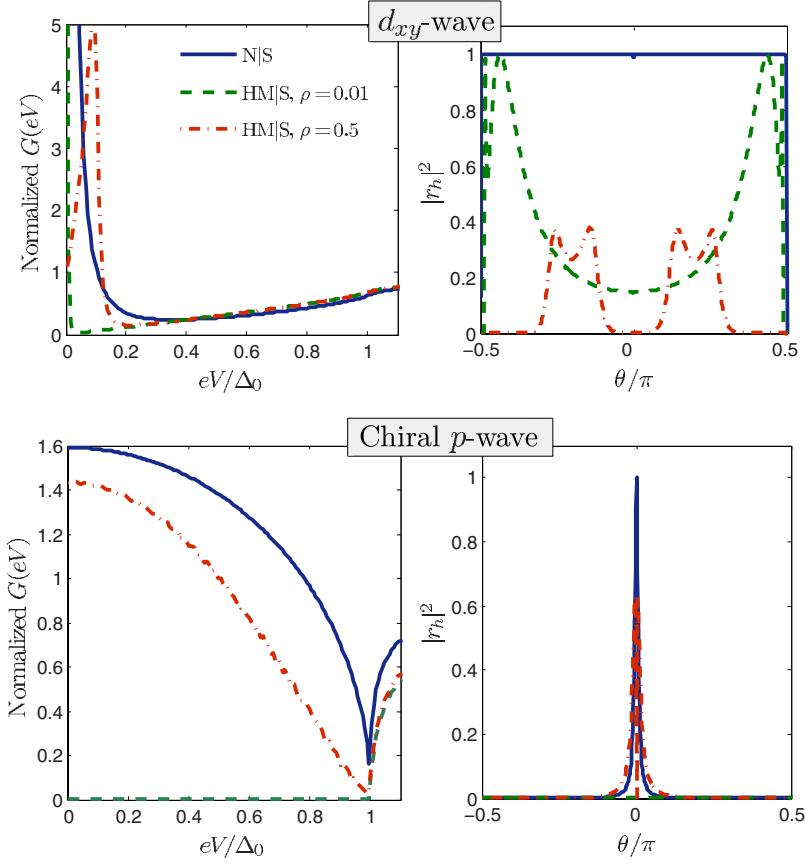 d_{xy}-wave
Normalized G(eV)
5
4
3
2
1
0
N|S
HM|S, ρ = 0.01
HM|S, ρ = 0.5
0 0.2 0.4 0.6 0.8 1
eV/Δ_0
|r_h|^2
1
0.8
0.6
0.4
0.2
0
−0.5 0 0.5
θ/π
Chiral p-wave
Normalized G(eV)
1.6
1.4
1.2
1
0.8
0.6
0.4
0.2
0
0 0.2 0.4 0.6 0.8 1
eV/Δ_0
|r_h|^2
1
0.8
0.6
0.4
0.2
0
−0.5 0 0.5
θ/π